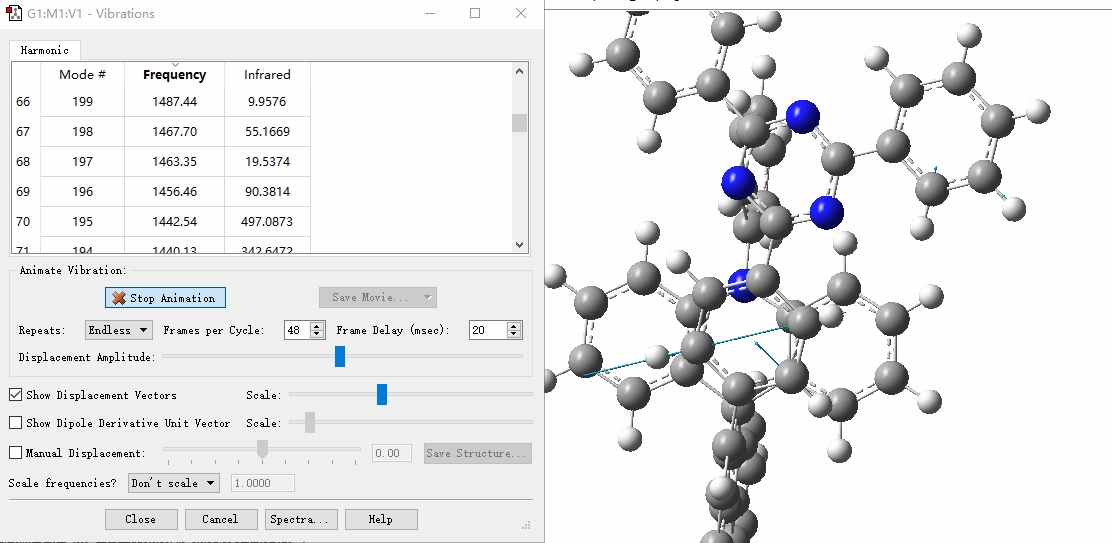 G1:M1:V1 - Vibrations
Harmonic
Mode # Frequency Infrared
66 199 1487.44 9.9576
67 198 1467.70 55.1669
68 197 1463.35 19.5374
69 196 1456.46 90.3814
70 195 1442.54 497.0873
71 194 1440.13 342.6472
Animate Vibration:
Stop Animation Save Movie...
Repeats: Endless Frames per Cycle: 48 Frame Delay (msec): 20
Displacement Amplitude:
Show Displacement Vectors Scale:
Show Dipole Derivative Unit Vector Scale:
Manual Displacement: 0.00 Save Structure...
Scale frequencies? Don't scale 1.0000
Close Cancel Spectra... Help